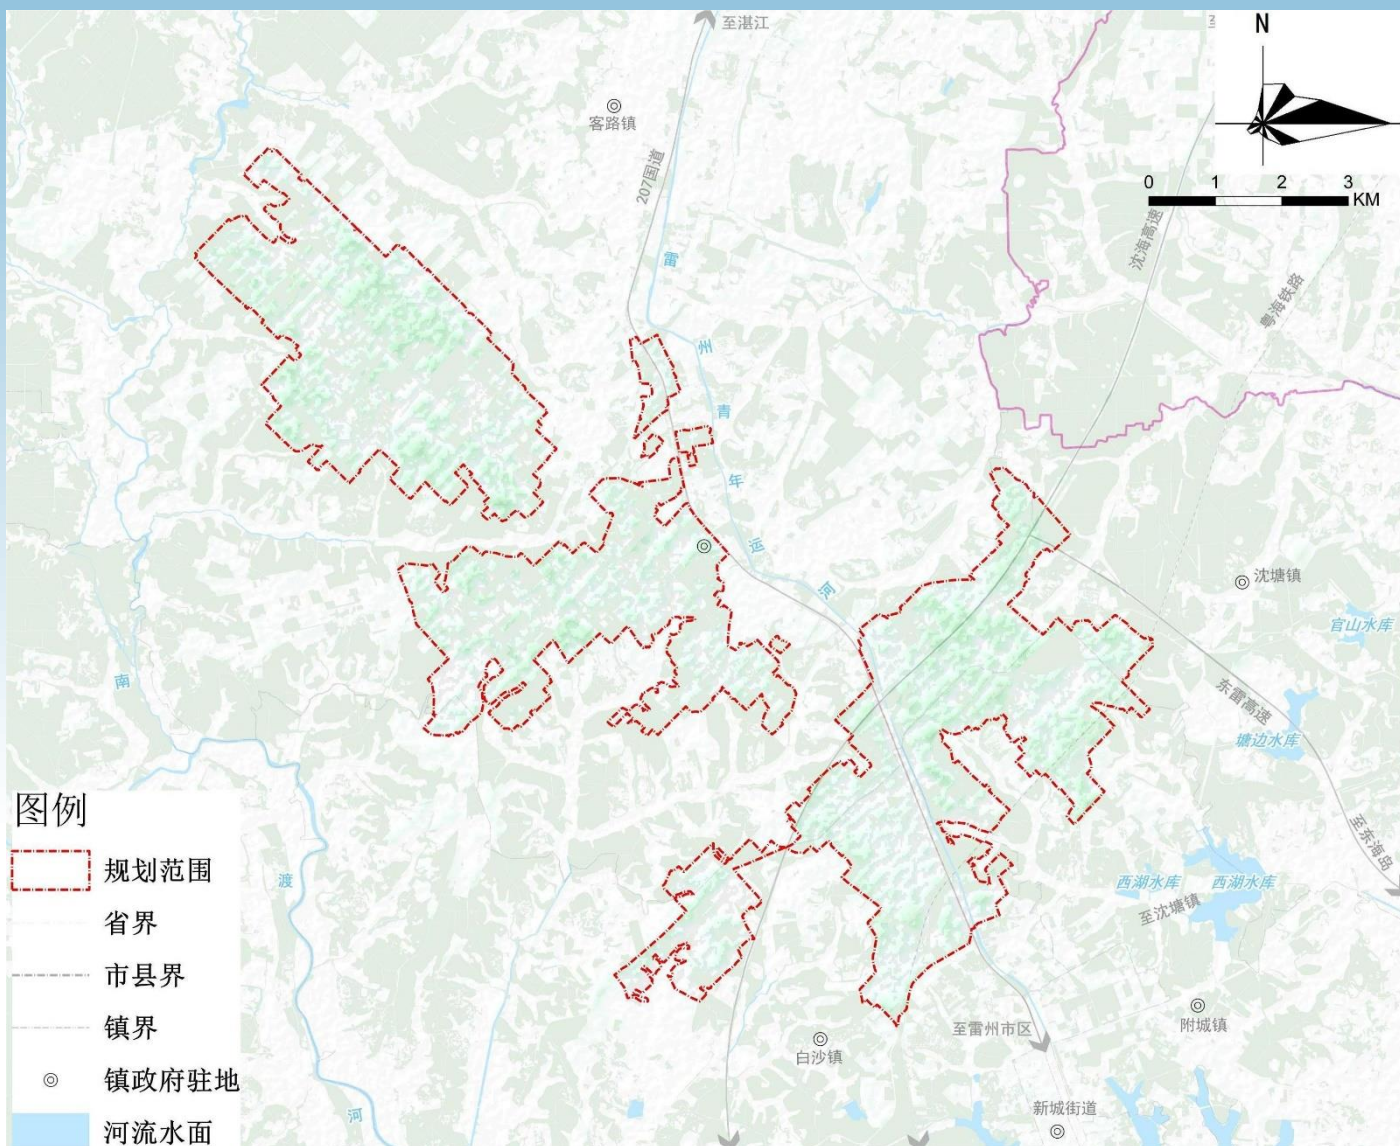 至湛江
至
N
客路镇
207国道
0 1 2 3 KM
沈海高速
粤海铁路
雷
州
青
年
运
河
沈塘镇
官山水库
东雷高速
塘边水库
至东海岛
南
渡
河
西湖水库
西湖水库
至沈塘镇
附城镇
至雷州市区
白沙镇
新城街道
图例
规划范围
省界
市县界
镇界
镇政府驻地
河流水面